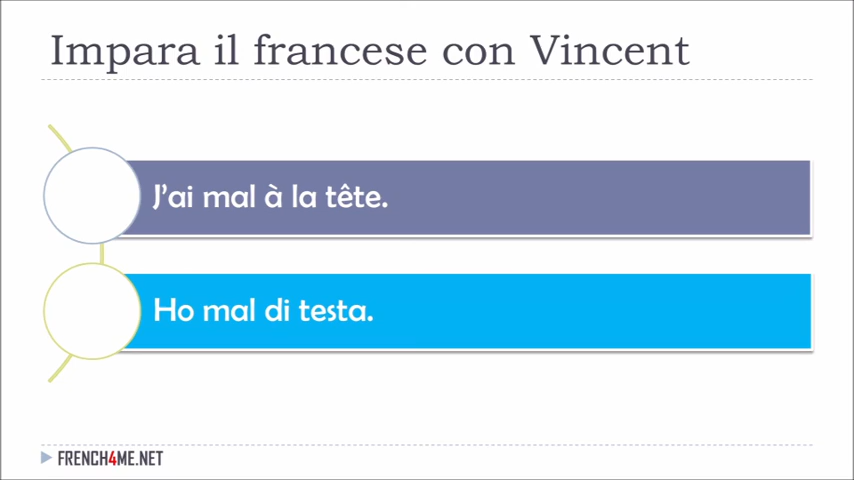 Impara il francese con Vincent
J’ai mal à la tête.
Ho mal di testa.
FRENCH4ME.NET